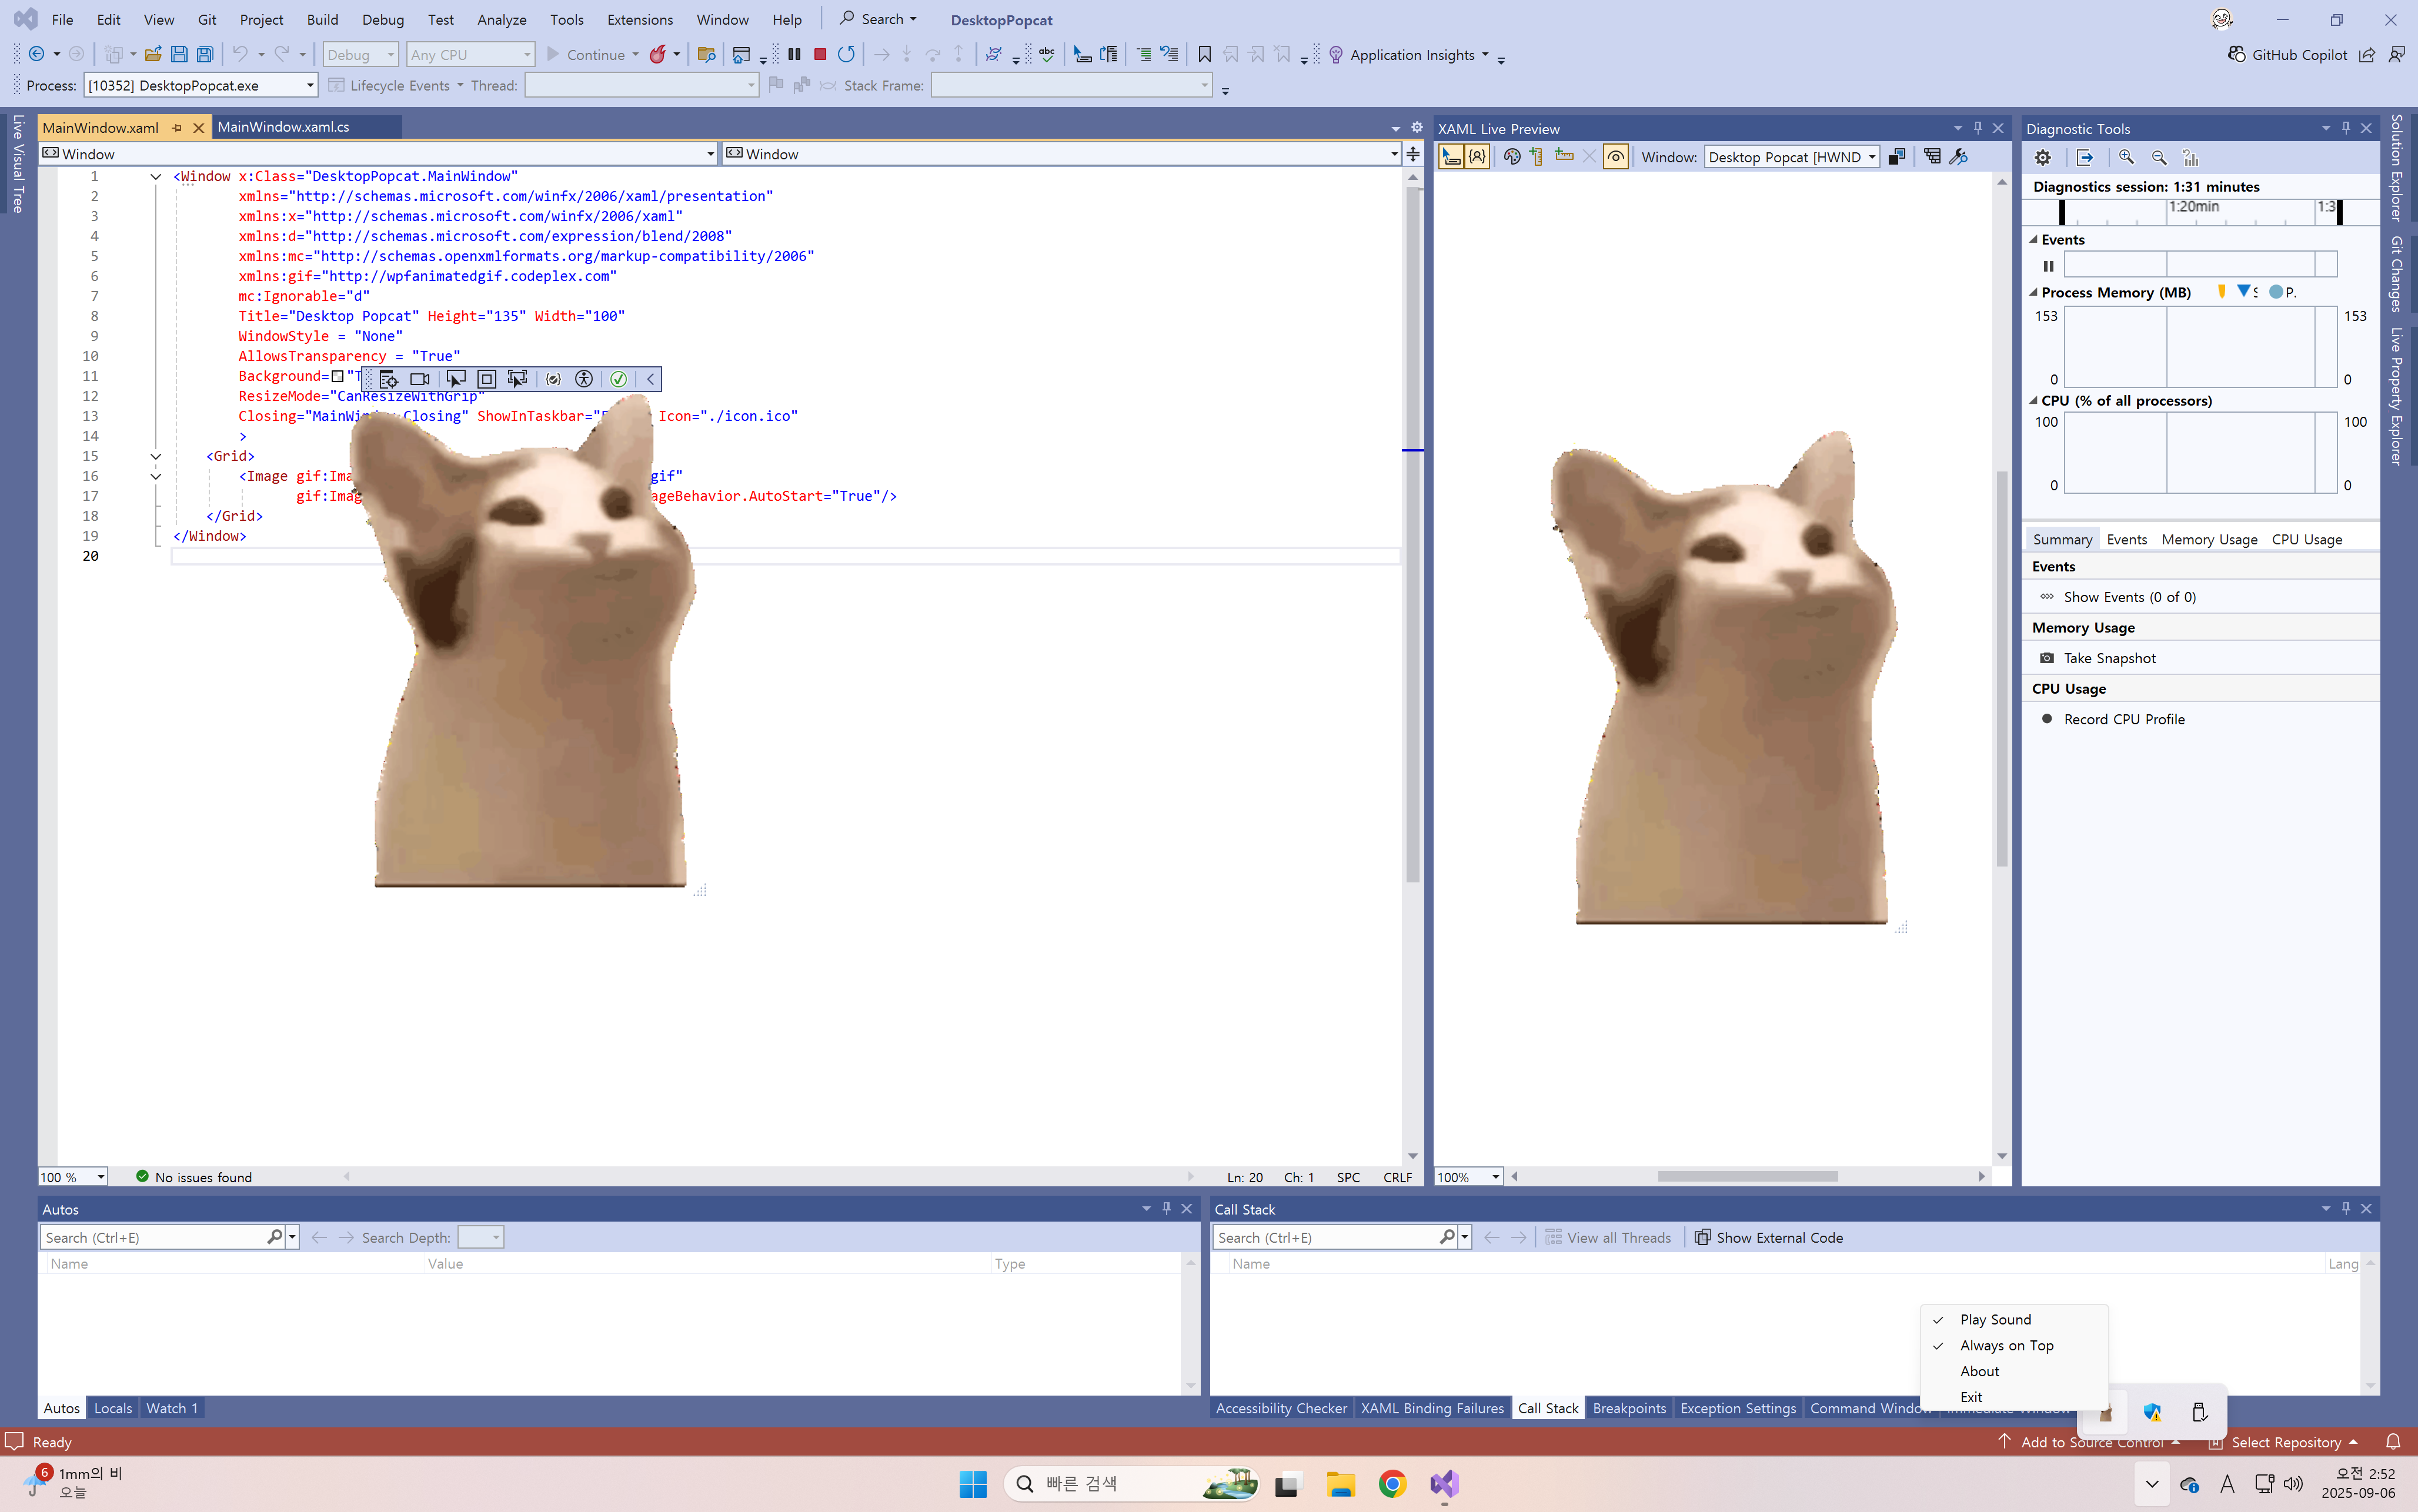 File Edit View Git Project Build Debug Test Analyze Tools Extensions Window Help Search DesktopPopcat
Debug Any CPU Continue Application Insights GitHub Copilot
Process: [10352] DesktopPopcat.exe Lifecycle Events Thread: Stack Frame:
Live Visual Tree
MainWindow.xaml MainWindow.xaml.cs
Window Window
1 <Window x:Class="DesktopPopcat.MainWindow"
2 xmlns="http://schemas.microsoft.com/winfx/2006/xaml/presentation"
3 xmlns:x="http://schemas.microsoft.com/winfx/2006/xaml"
4 xmlns:d="http://schemas.microsoft.com/expression/blend/2008"
5 xmlns:mc="http://schemas.openxmlformats.org/markup-compatibility/2006"
6 xmlns:gif="http://wpfanimatedgif.codeplex.com"
7 mc:Ignorable="d"
8 Title="Desktop Popcat" Height="135" Width="100"
9 WindowStyle = "None"
10 AllowsTransparency = "True"
11 Background="T
12 ResizeMode="CanResizeWithGrip"
13 Closing="MainWindow_Closing" ShowInTaskbar=" Icon="./icon.ico"
14 >
15 <Grid>
16 <Image gif:Ima gif"
17 gif:Imag ageBehavior.AutoStart="True"/>
18 </Grid>
19 </Window>
20
100 % No issues found Ln: 20 Ch: 1 SPC CRLF
XAML Live Preview
Window: Desktop Popcat [HWND
100%
Diagnostic Tools
Diagnostics session: 1:31 minutes
1:20min 1:3
Events
Process Memory (MB) S P.
153 153
0 0
CPU (% of all processors)
100 100
0 0
Summary Events Memory Usage CPU Usage
Events
Show Events (0 of 0)
Memory Usage
Take Snapshot
CPU Usage
Record CPU Profile
Solution Explorer
Git Changes
Live Property Explorer
Autos
Search (Ctrl+E) Search Depth:
Name Value Type
Autos Locals Watch 1
Call Stack
Search (Ctrl+E) View all Threads Show External Code
Name Lang
Accessibility Checker XAML Binding Failures Call Stack Breakpoints Exception Settings Command Window Immediate Window
Play Sound
Always on Top
About
Exit
Ready Add to Source Control Select Repository
6 1mm의 비
오늘
빠른 검색
A 오전 2:52
2025-09-06